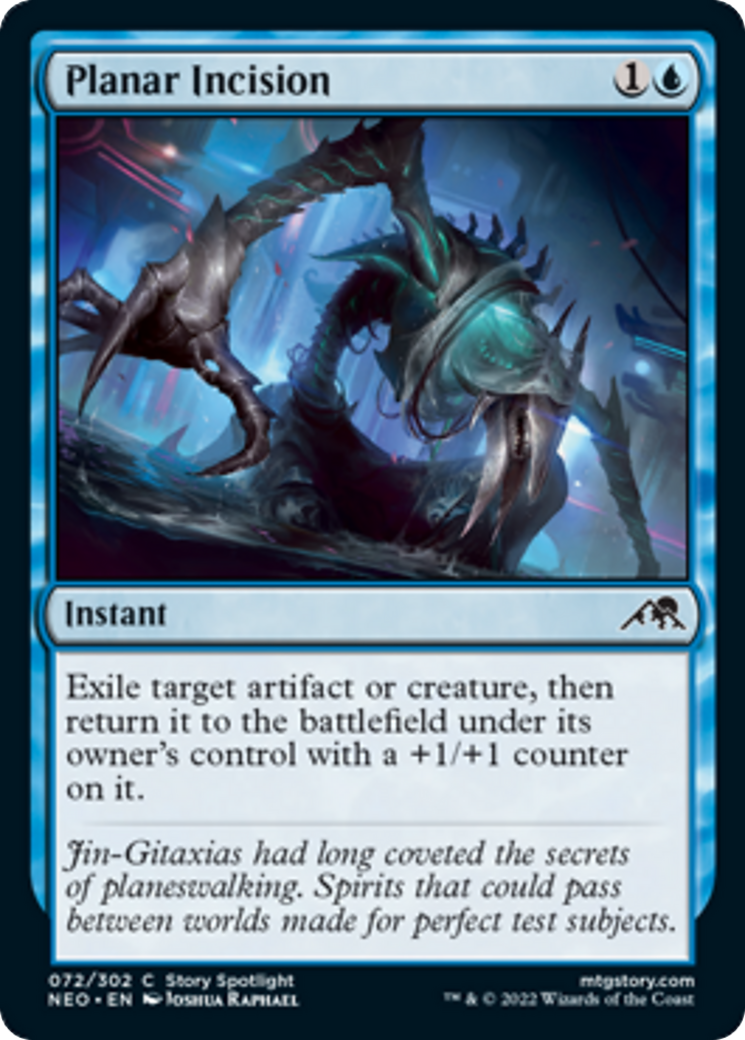 Planar Incision 1
Instant
Exile target artifact or creature, then
return it to the battlefield under its
owner's control with a +1/+1 counter
on it.
Jin-Gitaxias had long coveted the secrets
of planeswalking. Spirits that could pass
between worlds made for perfect test subjects.
072/302 C Story Spotlight mtgstory.com
NEO • EN Joshua Raphael ™ & © 2022 Wizards of the Coast